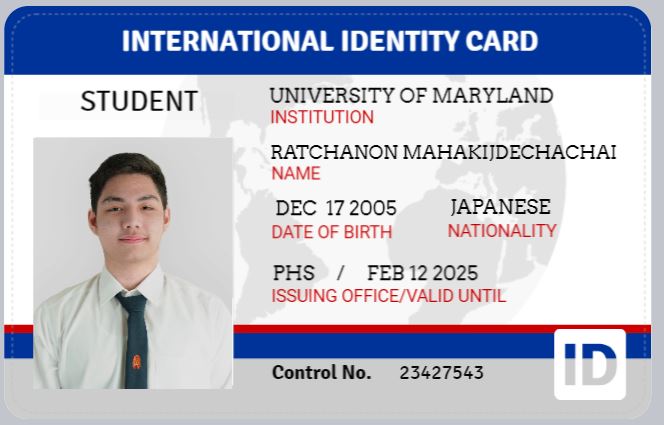 INTERNATIONAL IDENTITY CARD
STUDENT
UNIVERSITY OF MARYLAND
INSTITUTION
RATCHANON MAHAKIJDECHACHAI
NAME
DEC 17 2005 JAPANESE
DATE OF BIRTH NATIONALITY
PHS / FEB 12 2025
ISSUING OFFICE/VALID UNTIL
Control No. 23427543
ID